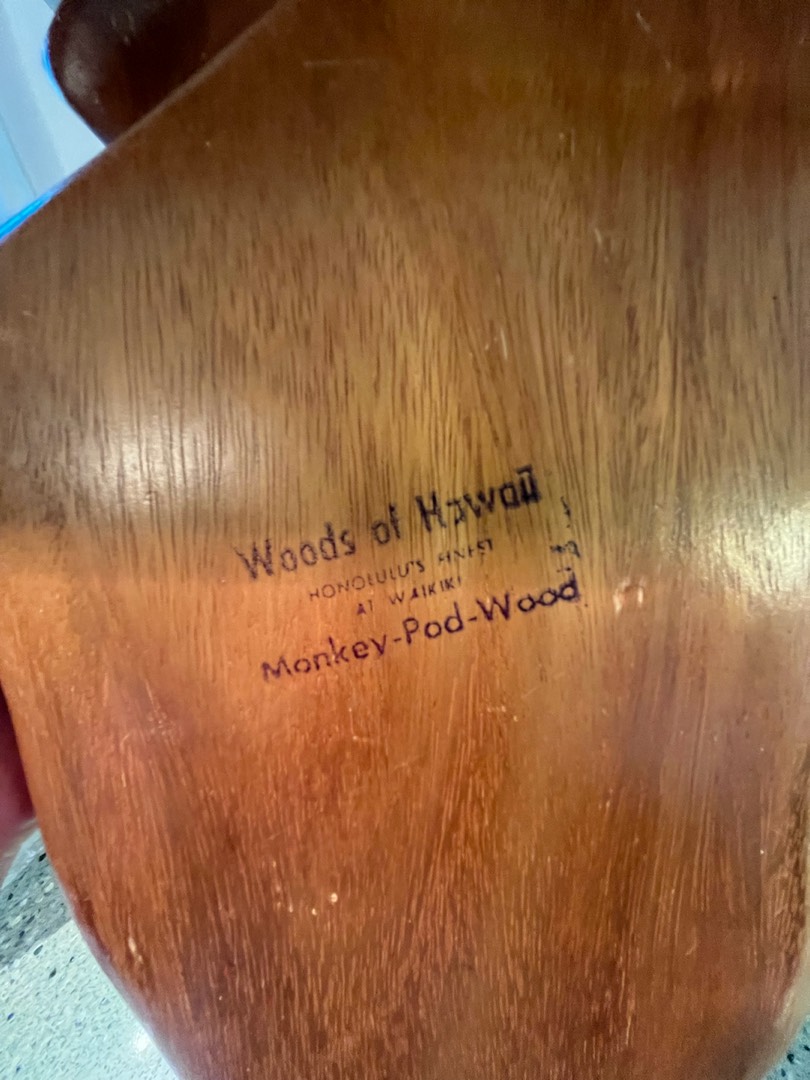 Woods of Hawaii
HONOLULU'S FINEST
AT WAIKIKI
Monkey-Pod-Wood